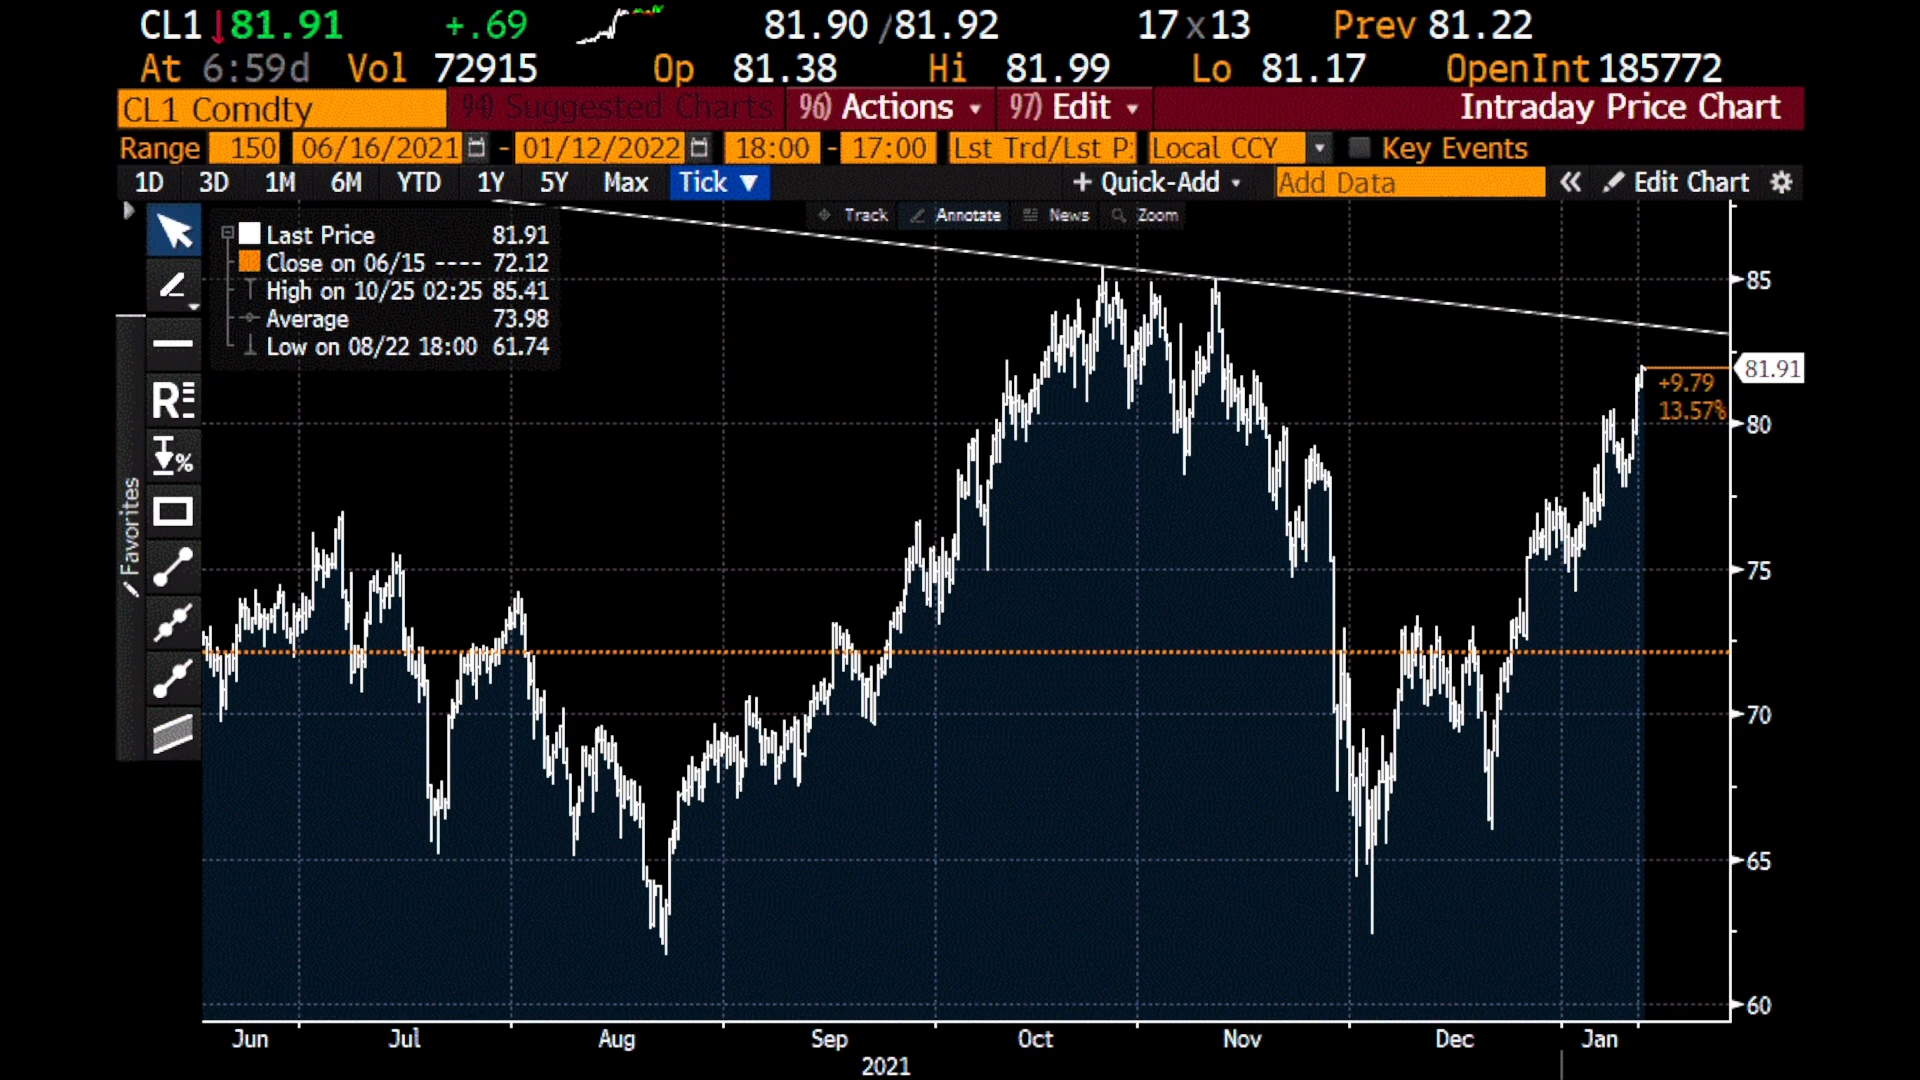 CL1 81.91 +.69 81.90 /81.92 17 x 13 Prev 81.22
At 6:59d Vol 72915 Op 81.38 Hi 81.99 Lo 81.17 OpenInt 185772
CL1 Comdty 94) Suggested Charts 96) Actions 97) Edit Intraday Price Chart
Range 150 06/16/2021 - 01/12/2022 18:00 - 17:00 Lst Trd/Lst P: Local CCY Key Events
1D 3D 1M 6M YTD 1Y 5Y Max Tick + Quick-Add Add Data « Edit Chart
Track Annotate News Zoom
Last Price 81.91
Close on 06/15 ---- 72.12
High on 10/25 02:25 85.41
Average 73.98
Low on 08/22 18:00 61.74
Favorites
R
%
85
81.91
+9.79
13.57%
80
75
70
65
60
Jun Jul Aug Sep Oct Nov Dec Jan
2021